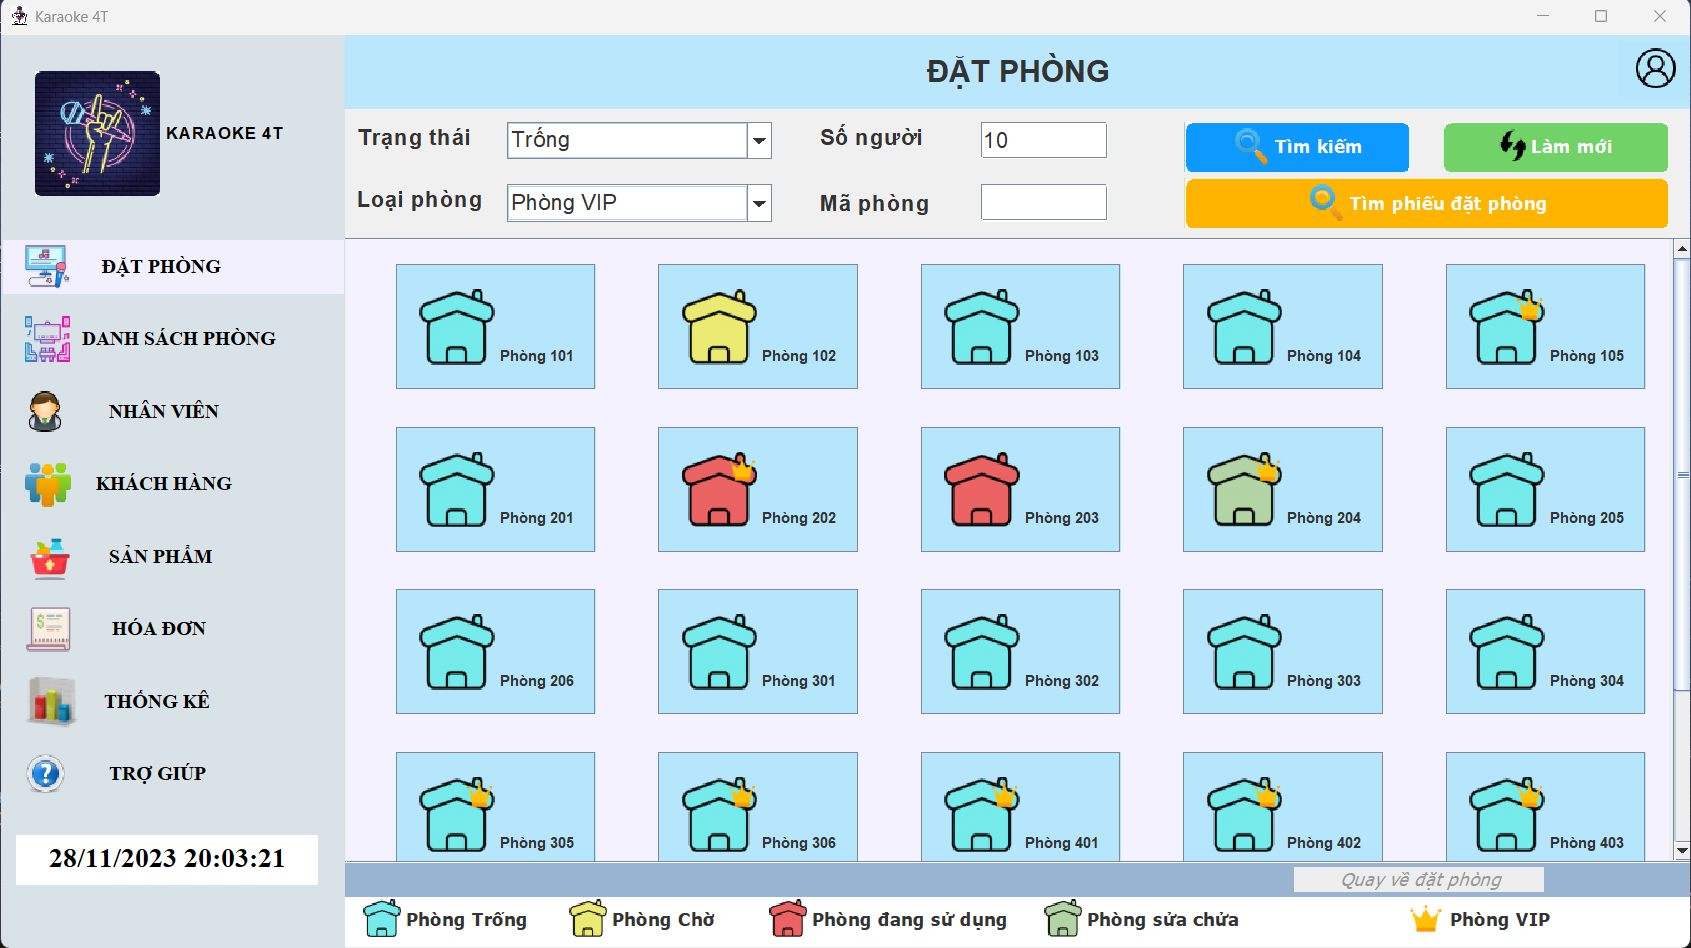 Karaoke 4T
KARAOKE 4T
ĐẶT PHÒNG
DANH SÁCH PHÒNG
NHÂN VIÊN
KHÁCH HÀNG
SẢN PHẨM
HÓA ĐƠN
THỐNG KÊ
TRỢ GIÚP
28/11/2023 20:03:21
ĐẶT PHÒNG
Trạng thái Trống Số người 10 Tìm kiếm Làm mới
Loại phòng Phòng VIP Mã phòng Tìm phiếu đặt phòng
Phòng 101 Phòng 102 Phòng 103 Phòng 104 Phòng 105
Phòng 201 Phòng 202 Phòng 203 Phòng 204 Phòng 205
Phòng 206 Phòng 301 Phòng 302 Phòng 303 Phòng 304
Phòng 305 Phòng 306 Phòng 401 Phòng 402 Phòng 403
Quay về đặt phòng
Phòng Trống Phòng Chờ Phòng đang sử dụng Phòng sửa chửa Phòng VIP